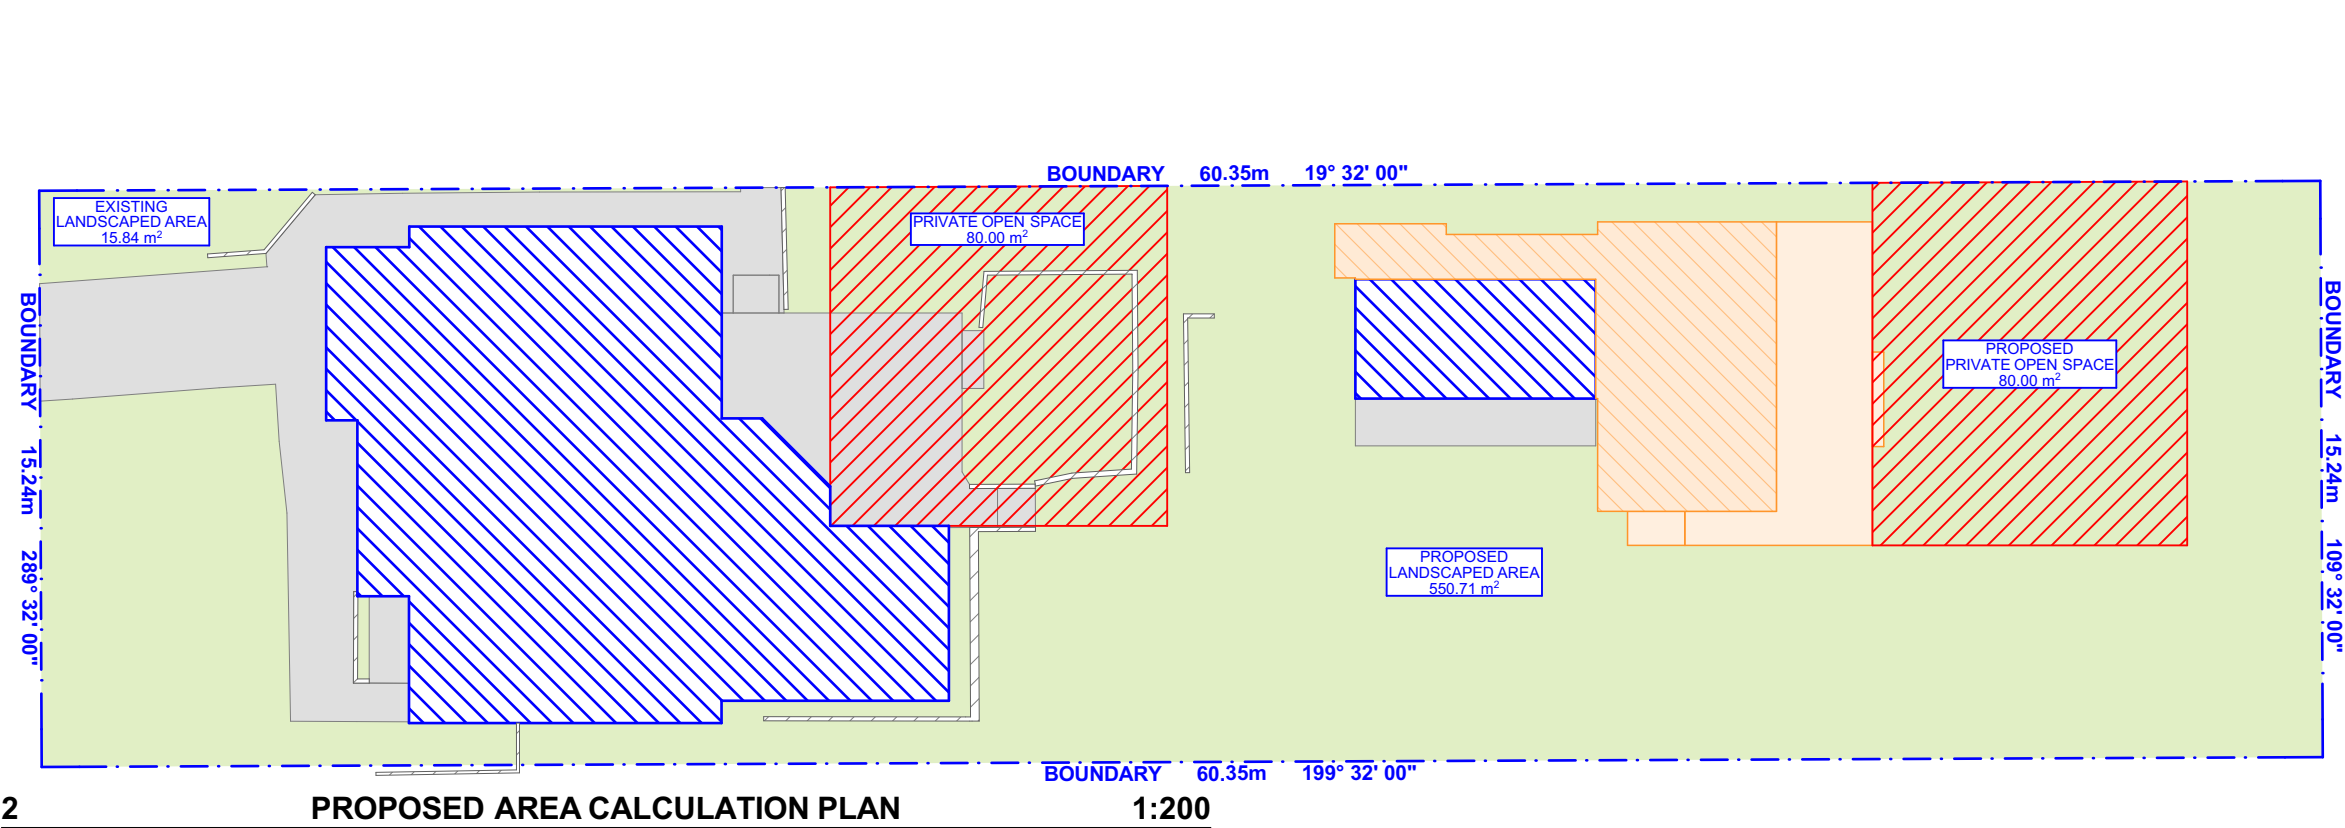 BOUNDARY 60.35m 19° 32' 00"
EXISTING
LANDSCAPED AREA
15.84 m²
PRIVATE OPEN SPACE
80.00 m²
BOUNDARY 15.24m 289° 32' 00"
PROPOSED
PRIVATE OPEN SPACE
80.00 m²
BOUNDARY 15.24m 109° 32' 00"
PROPOSED
LANDSCAPED AREA
550.71 m²
BOUNDARY 60.35m 199° 32' 00"
2 PROPOSED AREA CALCULATION PLAN 1:200